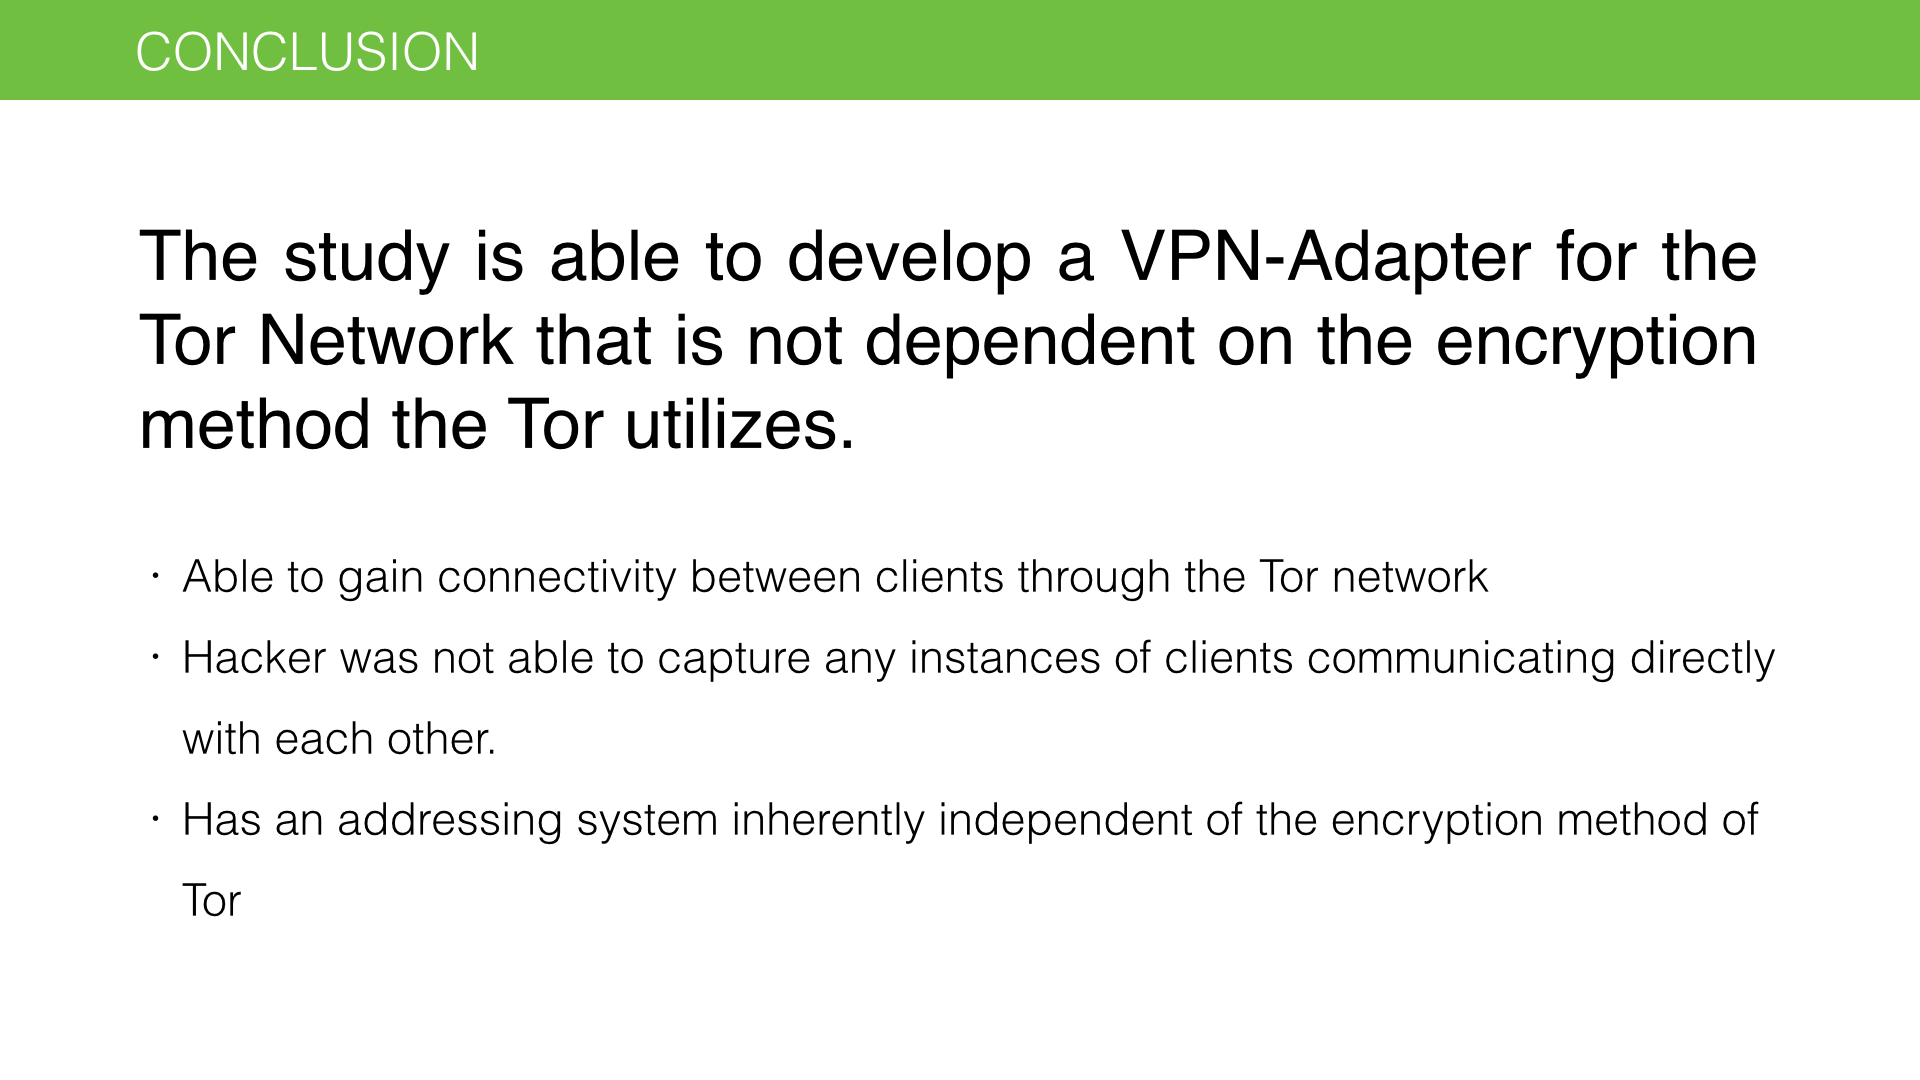 CONCLUSION
The study is able to develop a VPN-Adapter for the
Tor Network that is not dependent on the encryption
method the Tor utilizes.
· Able to gain connectivity between clients through the Tor network
· Hacker was not able to capture any instances of clients communicating directly
with each other.
· Has an addressing system inherently independent of the encryption method of
Tor